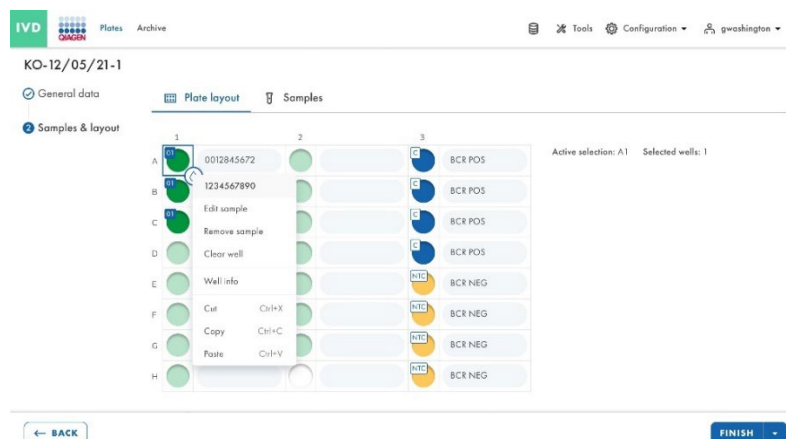 IVD QIAGEN Plates Archive Tools Configuration gwashington
KO-12/05/21-1
General data
Plate layout Samples
2 Samples & layout
1 2 3
Active selection: A1 Selected wells: 1
A 01 0012845672 C BCR POS
B 01 1234567890 C BCR POS
Edit sample
C 01 Remove sample C BCR POS
D Clear well C BCR POS
E Well info NTC BCR NEG
F Cut Ctrl+X NTC BCR NEG
G Copy Ctrl+C NTC BCR NEG
Paste Ctrl+V
H NTC BCR NEG
← BACK FINISH